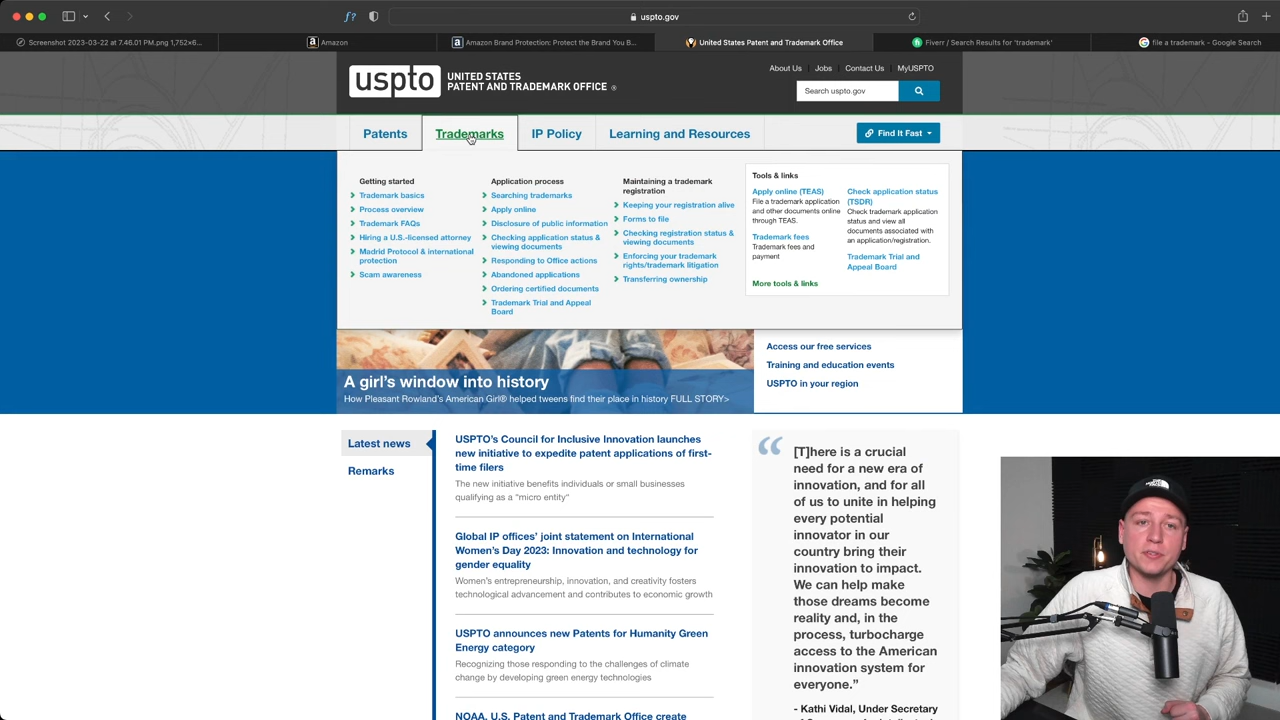 uspto.gov
Screenshot 2023-03-22 at 7.46.01 PM.png 1,752×6...
Amazon
Amazon Brand Protection: Protect the Brand You B...
United States Patent and Trademark Office
Fiverr / Search Results for 'trademark'
file a trademark - Google Search
About Us
Jobs
Contact Us
MyUSPTO
uspto
UNITED STATES
PATENT AND TRADEMARK OFFICE ®
Search uspto.gov
Patents
Trademarks
IP Policy
Learning and Resources
Find It Fast
Getting started
Trademark basics
Process overview
Trademark FAQs
Hiring a U.S.-licensed attorney
Madrid Protocol & international
protection
Scam awareness
Application process
Searching trademarks
Apply online
Disclosure of public information
Checking application status &
viewing documents
Responding to Office actions
Abandoned applications
Ordering certified documents
Trademark Trial and Appeal
Board
Maintaining a trademark
registration
Keeping your registration alive
Forms to file
Checking registration status &
viewing documents
Enforcing your trademark
rights/trademark litigation
Transferring ownership
Tools & links
Apply online (TEAS)
File a trademark application
and other documents online
through TEAS.
Trademark fees
Trademark fees and
payment
More tools & links
Check application status
(TSDR)
Check trademark application
status and view all
documents associated with
an application/registration.
Trademark Trial and
Appeal Board
A girl's window into history
How Pleasant Rowland's American Girl® helped tweens find their place in history FULL STORY>
Access our free services
Training and education events
USPTO in your region
Latest news
Remarks
USPTO's Council for Inclusive Innovation launches
new initiative to expedite patent applications of first-
time filers
The new initiative benefits individuals or small businesses
qualifying as a "micro entity"
Global IP offices' joint statement on International
Women's Day 2023: Innovation and technology for
gender equality
Women's entrepreneurship, innovation, and creativity fosters
technological advancement and contributes to economic growth
USPTO announces new Patents for Humanity Green
Energy category
Recognizing those responding to the challenges of climate
change by developing green energy technologies
NOAA, U.S. Patent and Trademark Office create
“
[T]here is a crucial
need for a new era of
innovation, and for all
of us to unite in helping
every potential
innovator in our
country bring their
innovation to impact.
We can help make
those dreams become
reality and, in the
process, turbocharge
access to the American
innovation system for
everyone.”
- Kathi Vidal, Under Secretary